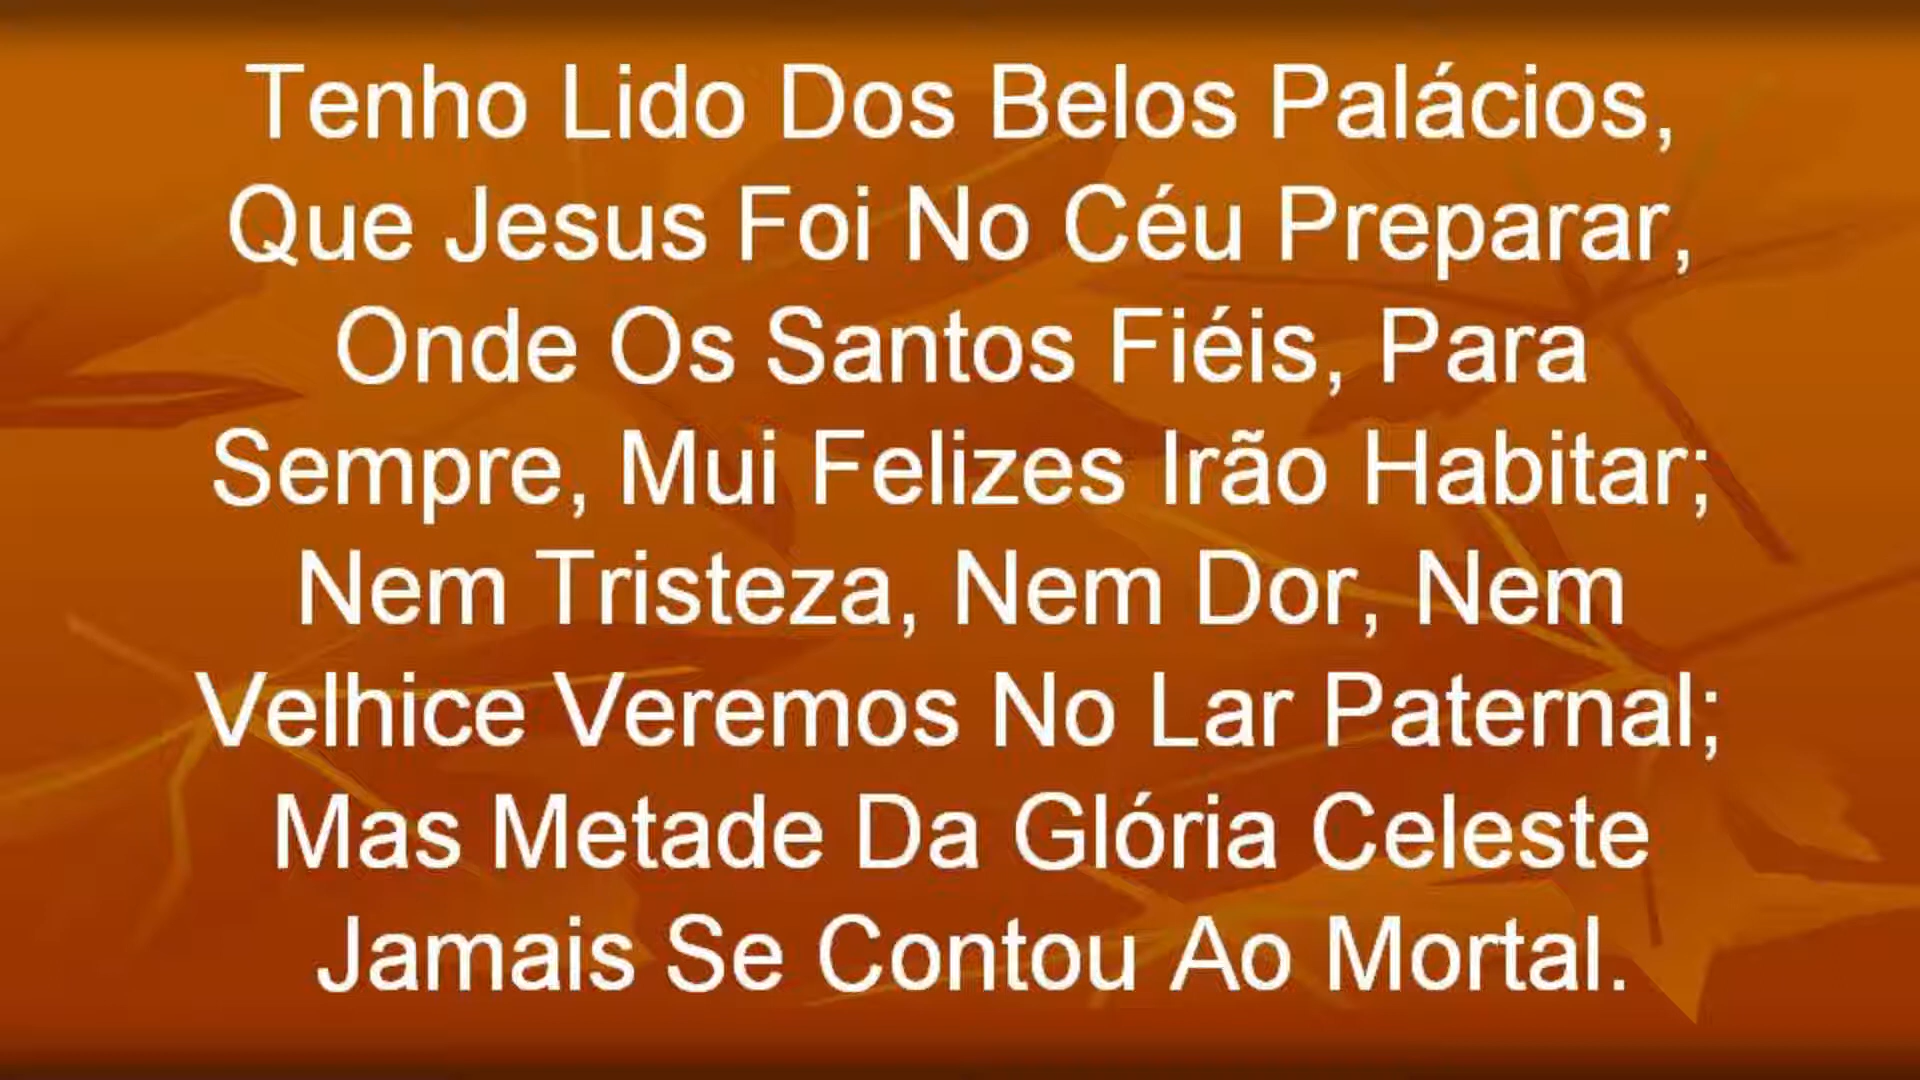 Tenho Lido Dos Belos Palácios,
Que Jesus Foi No Céu Preparar,
Onde Os Santos Fiéis, Para
Sempre, Mui Felizes Irão Habitar;
Nem Tristeza, Nem Dor, Nem
Velhice Veremos No Lar Paternal;
Mas Metade Da Glória Celeste
Jamais Se Contou Ao Mortal.